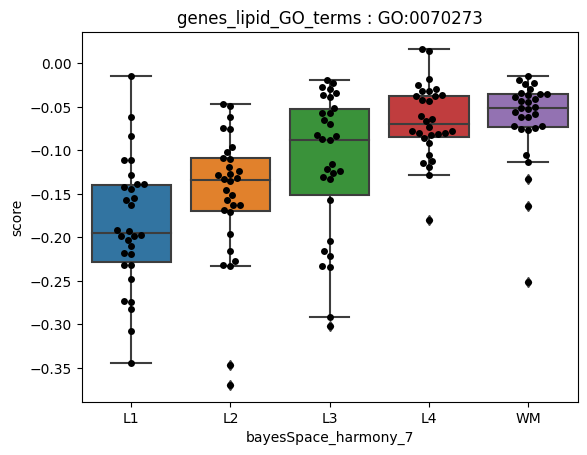 genes_lipid_GO_terms : GO:0070273
score
0.00
−0.05
−0.10
−0.15
−0.20
−0.25
−0.30
−0.35
L1 L2 L3 L4 WM
bayesSpace_harmony_7